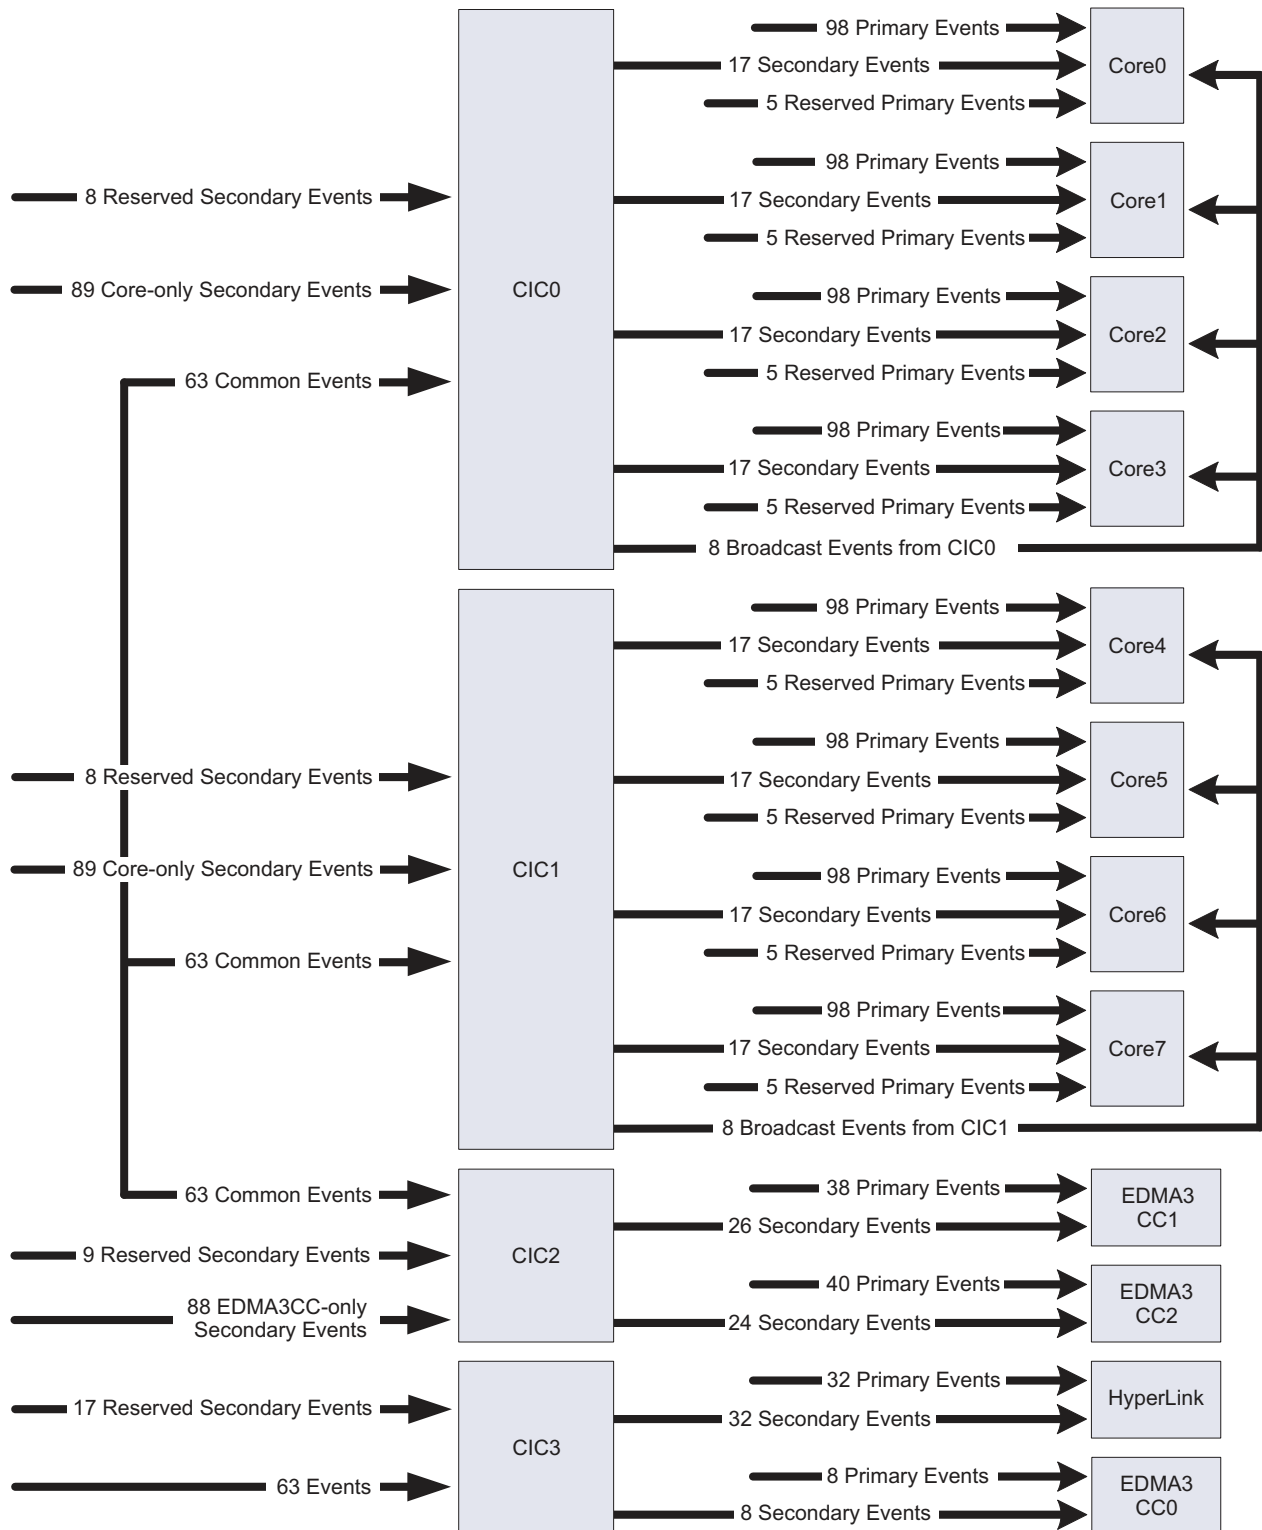 98 Primary Events
17 Secondary Events
5 Reserved Primary Events
Core0
8 Reserved Secondary Events
89 Core-only Secondary Events
63 Common Events
CIC0
98 Primary Events
17 Secondary Events
5 Reserved Primary Events
Core1
98 Primary Events
17 Secondary Events
5 Reserved Primary Events
Core2
98 Primary Events
17 Secondary Events
5 Reserved Primary Events
Core3
8 Broadcast Events from CIC0
98 Primary Events
17 Secondary Events
5 Reserved Primary Events
Core4
8 Reserved Secondary Events
89 Core-only Secondary Events
63 Common Events
CIC1
98 Primary Events
17 Secondary Events
5 Reserved Primary Events
Core5
98 Primary Events
17 Secondary Events
5 Reserved Primary Events
Core6
98 Primary Events
17 Secondary Events
5 Reserved Primary Events
Core7
8 Broadcast Events from CIC1
63 Common Events
9 Reserved Secondary Events
88 EDMA3CC-only
Secondary Events
CIC2
38 Primary Events
26 Secondary Events
EDMA3
CC1
40 Primary Events
24 Secondary Events
EDMA3
CC2
17 Reserved Secondary Events
63 Events
CIC3
32 Primary Events
32 Secondary Events
HyperLink
8 Primary Events
8 Secondary Events
EDMA3
CC0